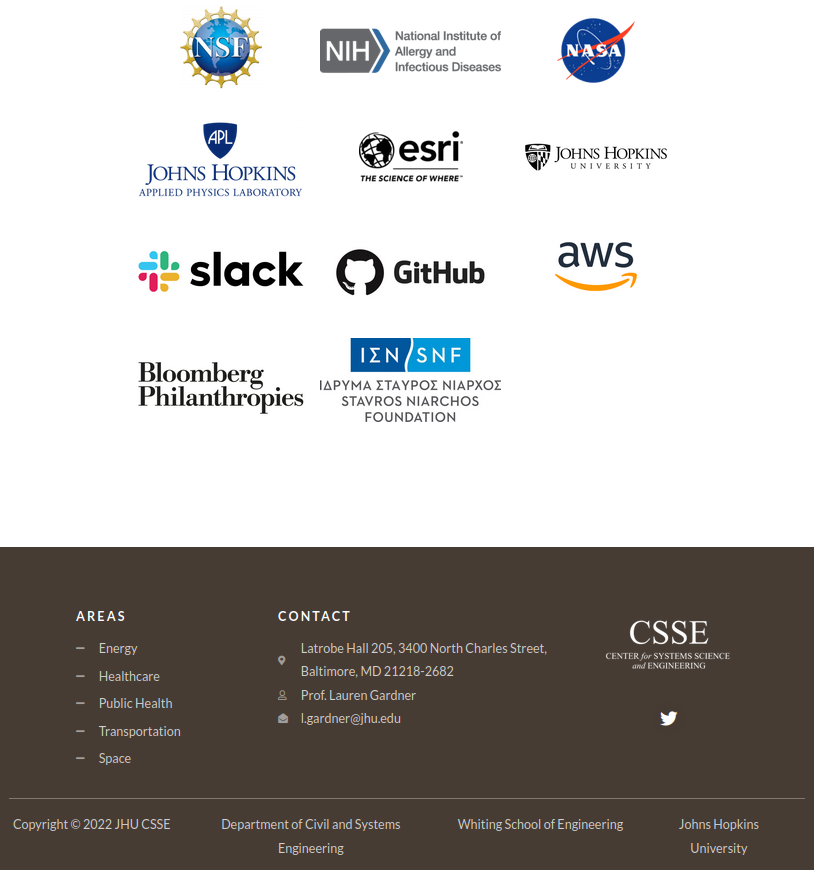 NSF
NIH
National Institute of
Allergy and
Infectious Diseases
NASA
APL
JOHNS HOPKINS
APPLIED PHYSICS LABORATORY
esri
THE SCIENCE OF WHERE™
JOHNS HOPKINS
UNIVERSITY
slack
GitHub
aws
Bloomberg
Philanthropies
ΙΣΝ SNF
ΙΔΡΥΜΑ ΣΤΑΥΡΟΣ ΝΙΑΡΧΟΣ
STAVROS NIARCHOS
FOUNDATION
AREAS
Energy
Healthcare
Public Health
Transportation
Space
CONTACT
Latrobe Hall 205, 3400 North Charles Street,
Baltimore, MD 21218-2682
Prof. Lauren Gardner
l.gardner@jhu.edu
CSSE
CENTER for SYSTEMS SCIENCE
and ENGINEERING
Copyright © 2022 JHU CSSE
Department of Civil and Systems
Engineering
Whiting School of Engineering
Johns Hopkins
University